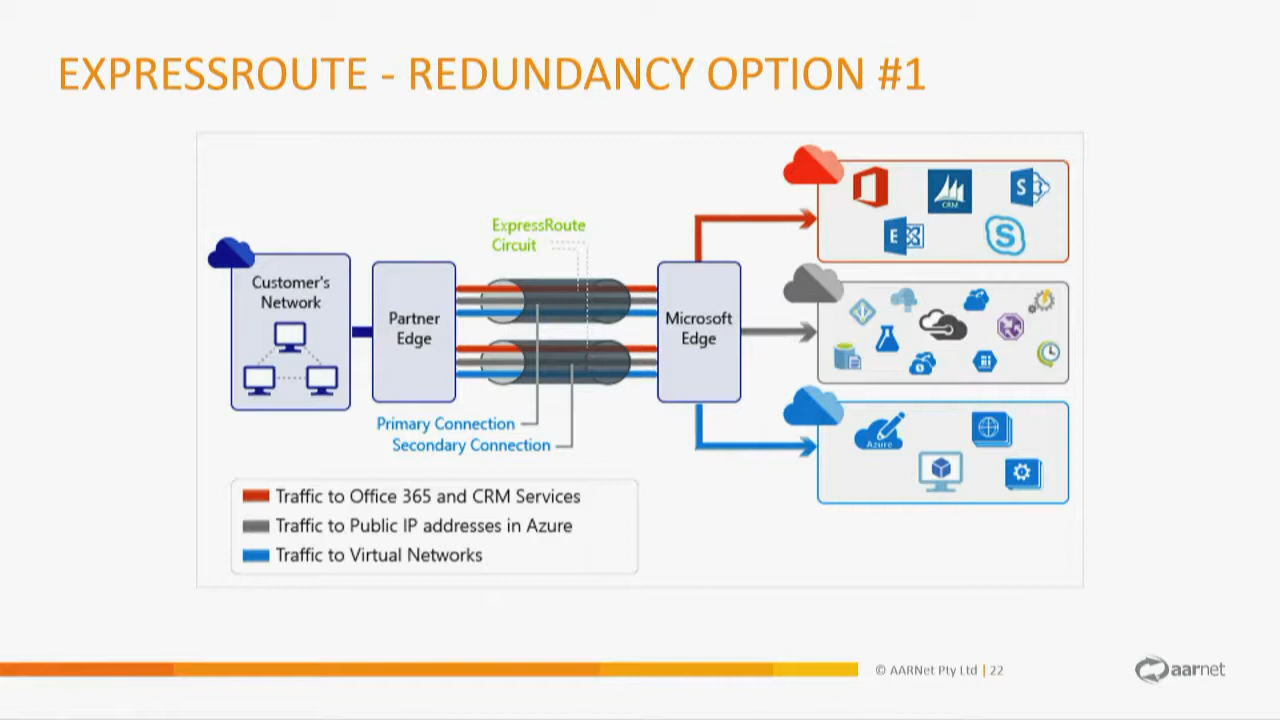 EXPRESSROUTE - REDUNDANCY OPTION #1
ExpressRoute
Circuit
Customer's
Network
Partner
Edge
Microsoft
Edge
CRM
S
E
S
Azure
Primary Connection
Secondary Connection
Traffic to Office 365 and CRM Services
Traffic to Public IP addresses in Azure
Traffic to Virtual Networks
© AARNet Pty Ltd | 22
aarnet